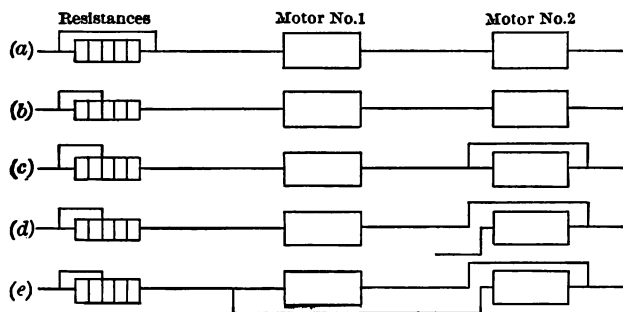 Resistances Motor No.1 Motor No.2
(a)
(b)
(c)
(d)
(e)